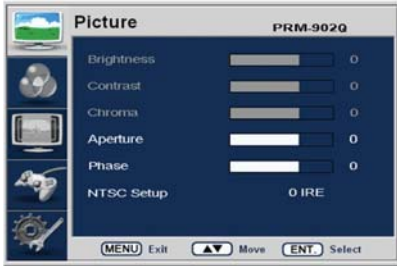 Picture PRM-902Q
Brightness 0
Contrast 0
Chroma 0
Aperture 0
Phase 0
NTSC Setup 0 IRE
MENU Exit ▲▼ Move ENT. Select